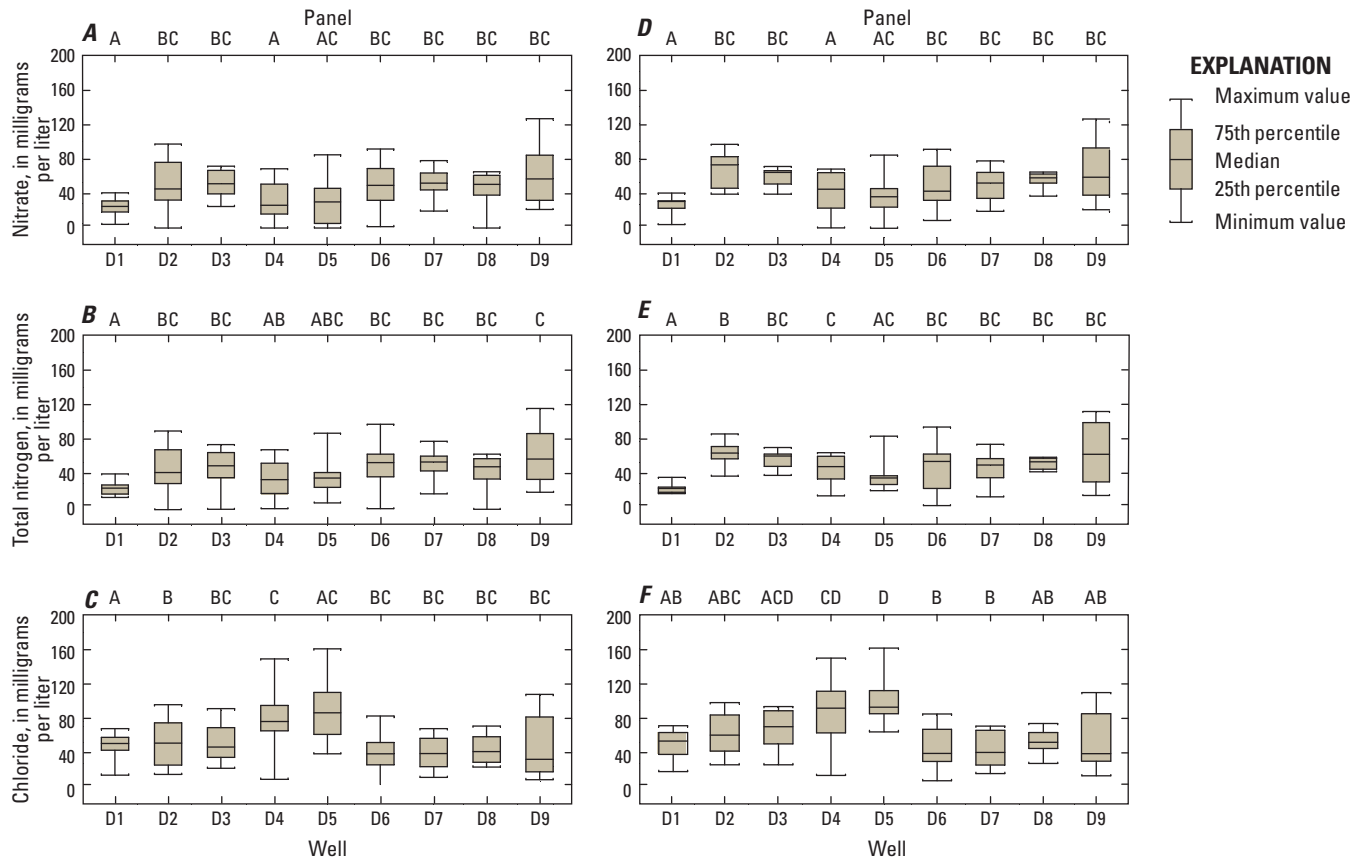 Panel
A A BC BC A AC BC BC BC BC
Nitrate, in milligrams
per liter
200
160
120
80
40
0
D1 D2 D3 D4 D5 D6 D7 D8 D9
B A BC BC AB ABC BC BC BC C
Total nitrogen, in milligrams
per liter
200
160
120
80
40
0
D1 D2 D3 D4 D5 D6 D7 D8 D9
C A B BC C AC BC BC BC BC
Chloride, in milligrams
per liter
200
160
120
80
40
0
D1 D2 D3 D4 D5 D6 D7 D8 D9
Well
Panel
D A BC BC A AC BC BC BC BC
200
160
120
80
40
0
D1 D2 D3 D4 D5 D6 D7 D8 D9
E A B BC C AC BC BC BC BC
200
160
120
80
40
0
D1 D2 D3 D4 D5 D6 D7 D8 D9
F AB ABC ACD CD D B B AB AB
200
160
120
80
40
0
D1 D2 D3 D4 D5 D6 D7 D8 D9
Well
EXPLANATION
Maximum value
75th percentile
Median
25th percentile
Minimum value